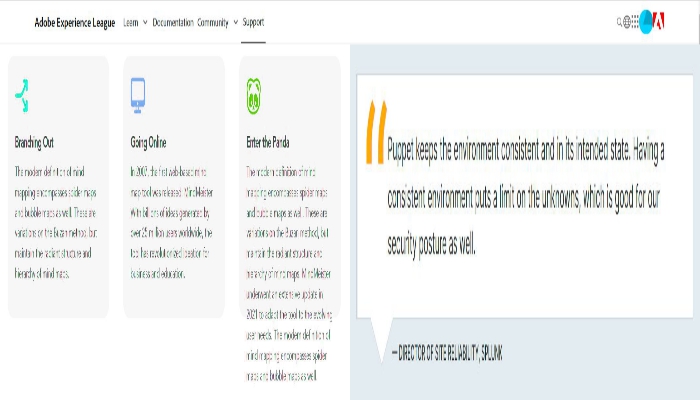 Adobe Experience League Learn Documentation Community Support
Branching Out
The modern definition of mind
mapping encompasses spider maps
and bubble maps as well. These are
variations on the Buzan method, but
maintain the radiant structure and
hierarchy of mind maps.
Going Online
In 2007, the first web-based mind
map tool was released: MindMeister.
With billions of ideas generated by
over 25 million users worldwide, the
tool has revolutionized ideation for
business and education.
Enter the Panda
The modern definition of mind
mapping encompasses spider maps
and bubble maps as well. These are
variations on the Buzan method, but
maintain the radiant structure and
hierarchy of mind maps. MindMeister
underwent an extensive update in
2021 to adapt the tool to the evolving
user needs. The modern definition of
mind mapping encompasses spider
maps and bubble maps as well.
“
Puppet keeps the environment consistent and in its intended state. Having a
consistent environment puts a limit on the unknowns, which is good for our
security posture as well.
— DIRECTOR OF SITE RELIABILITY, SPLUNK